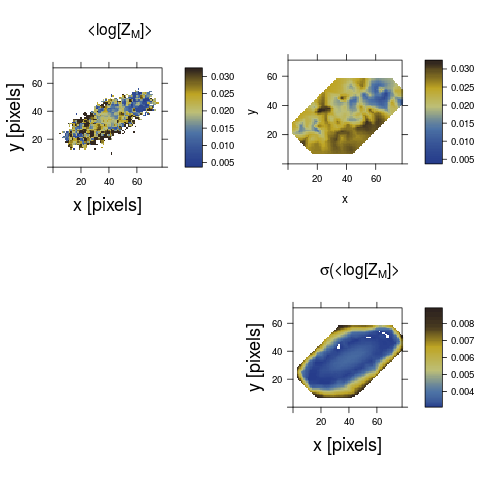 <log[Z_M]>
0.030
0.025
0.020
0.015
0.010
0.005
60
40
20
y [pixels]
20 40 60
x [pixels]
0.030
0.025
0.020
0.015
0.010
0.005
60
40
20
y
20 40 60
x
σ(<log[Z_M]>
0.008
0.007
0.006
0.005
0.004
60
40
20
y [pixels]
20 40 60
x [pixels]